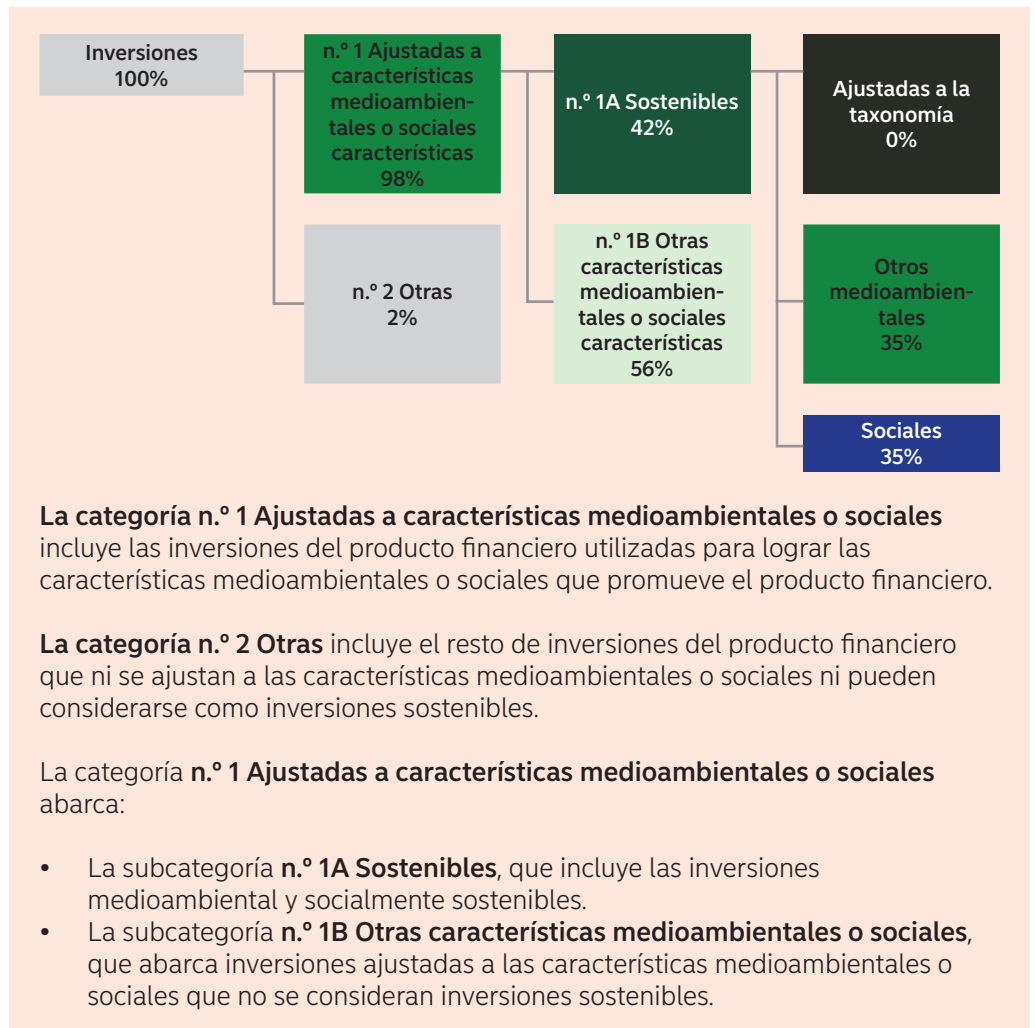 Inversiones
100%
n.º 1 Ajustadas a
características
medioambien-
tales o sociales
características
98%
n.º 2 Otras
2%
n.º 1A Sostenibles
42%
n.º 1B Otras
características
medioambien-
tales o sociales
características
56%
Ajustadas a la
taxonomía
0%
Otros
medioambien-
tales
35%
Sociales
35%
La categoría n.º 1 Ajustadas a características medioambientales o sociales
incluye las inversiones del producto financiero utilizadas para lograr las
características medioambientales o sociales que promueve el producto financiero.
La categoría n.º 2 Otras incluye el resto de inversiones del producto financiero
que ni se ajustan a las características medioambientales o sociales ni pueden
considerarse como inversiones sostenibles.
La categoría n.º 1 Ajustadas a características medioambientales o sociales
abarca:
• La subcategoría n.º 1A Sostenibles, que incluye las inversiones
medioambiental y socialmente sostenibles.
• La subcategoría n.º 1B Otras características medioambientales o sociales,
que abarca inversiones ajustadas a las características medioambientales o
sociales que no se consideran inversiones sostenibles.